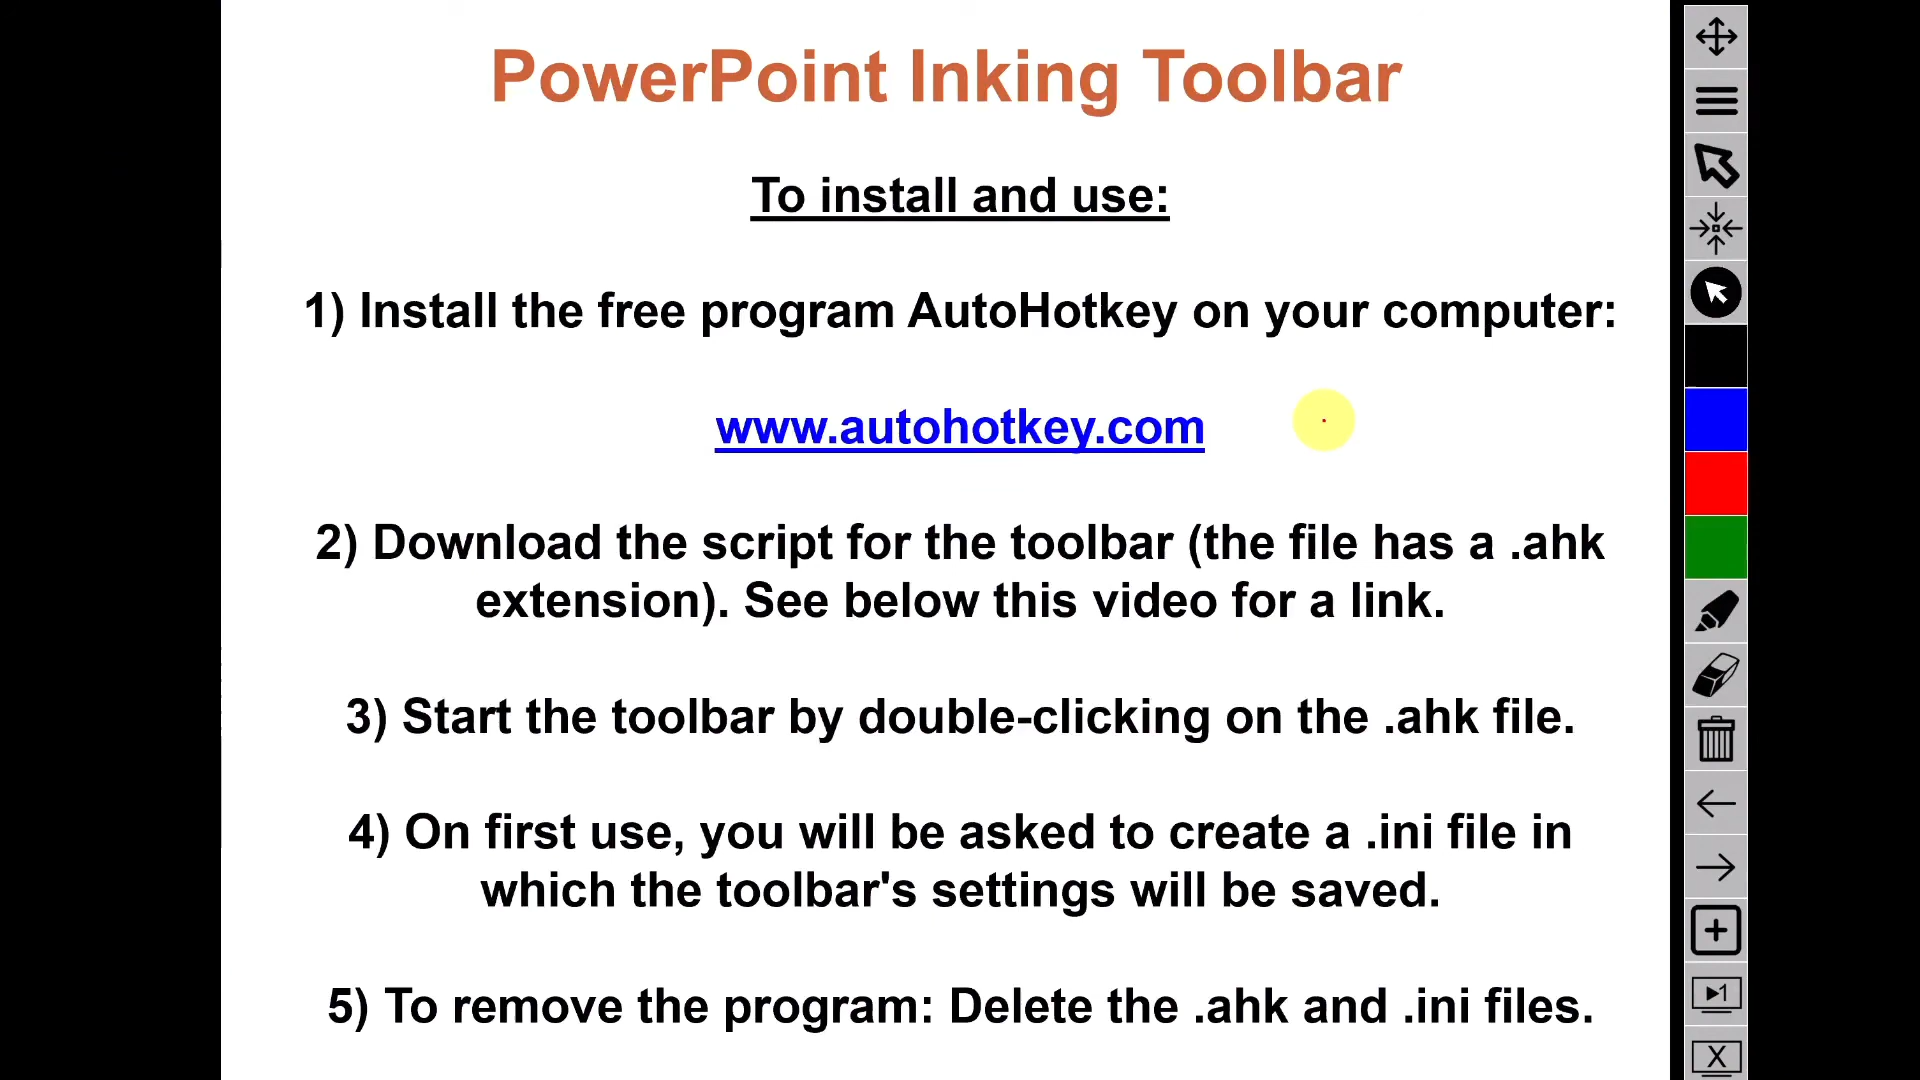 PowerPoint Inking Toolbar
To install and use:
1) Install the free program AutoHotkey on your computer:
www.autohotkey.com
2) Download the script for the toolbar (the file has a .ahk
extension). See below this video for a link.
3) Start the toolbar by double-clicking on the .ahk file.
4) On first use, you will be asked to create a .ini file in
which the toolbar's settings will be saved.
5) To remove the program: Delete the .ahk and .ini files.
1
X